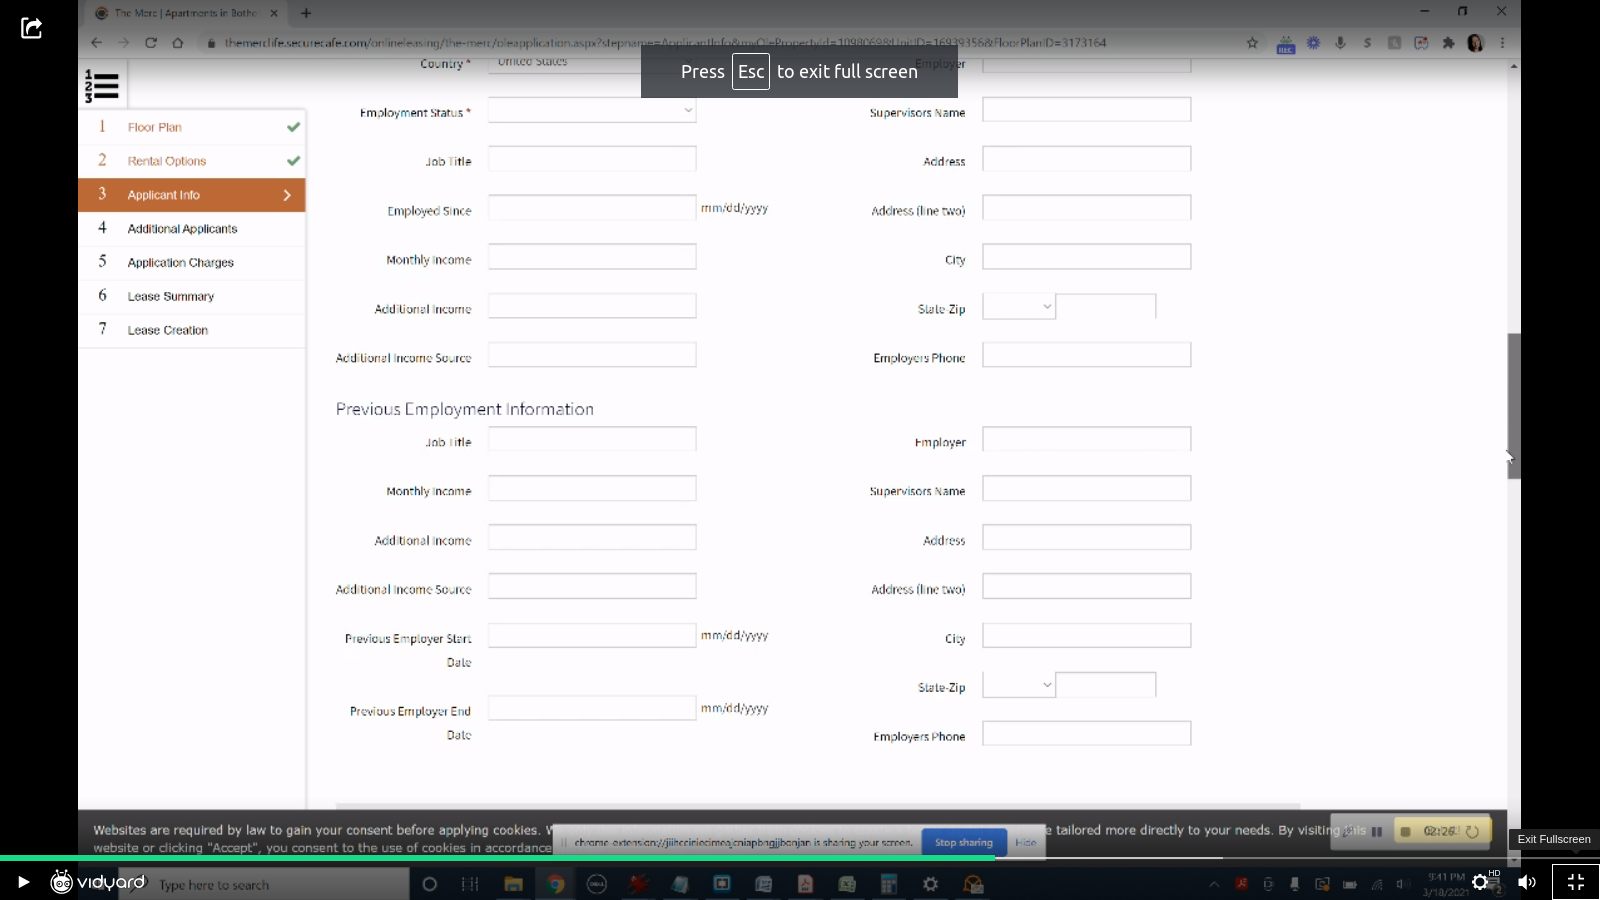 The Merc | Apartments in Bothe
themerclife.securecafe.com/onlineleasing/the-merc/oleapplication.aspx?stepname=ApplicantInfo&myOlePropertyId=1098069&UnitID=16939356&FloorPlanID=3173164
REC
Press Esc to exit full screen
Country * United States Employer
1 Floor Plan
2 Rental Options
3 Applicant Info
4 Additional Applicants
5 Application Charges
6 Lease Summary
7 Lease Creation
Employment Status * Supervisors Name
Job Title Address
Employed Since mm/dd/yyyy Address (line two)
Monthly Income City
Additional Income State-Zip
Additional Income Source Employers Phone
Previous Employment Information
Job Title Employer
Monthly Income Supervisors Name
Additional Income Address
Additional Income Source Address (line two)
Previous Employer Start Date mm/dd/yyyy City
State-Zip
Previous Employer End Date mm/dd/yyyy
Employers Phone
Websites are required by law to gain your consent before applying cookies. W e tailored more directly to your needs. By visiting this
website or clicking "Accept", you consent to the use of cookies in accordance
is sharing your screen. Stop sharing Hide
02:26
Exit Fullscreen
vidyard
Type here to search
9:41 PM
3/18/2021
HD
2